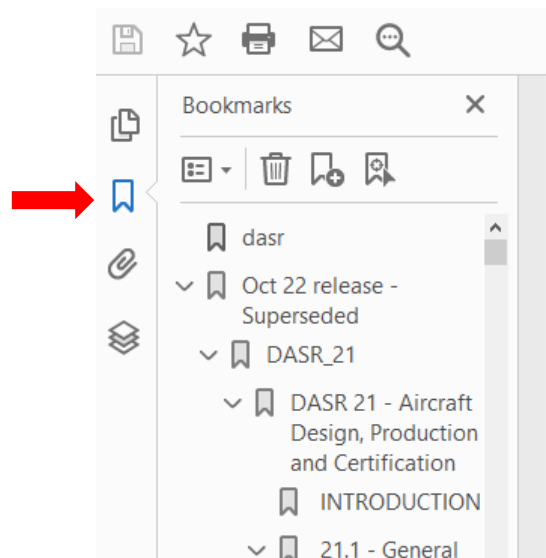 Bookmarks
dasr
Oct 22 release -
Superseded
DASR_21
DASR 21 - Aircraft
Design, Production
and Certification
INTRODUCTION
21.1 - General